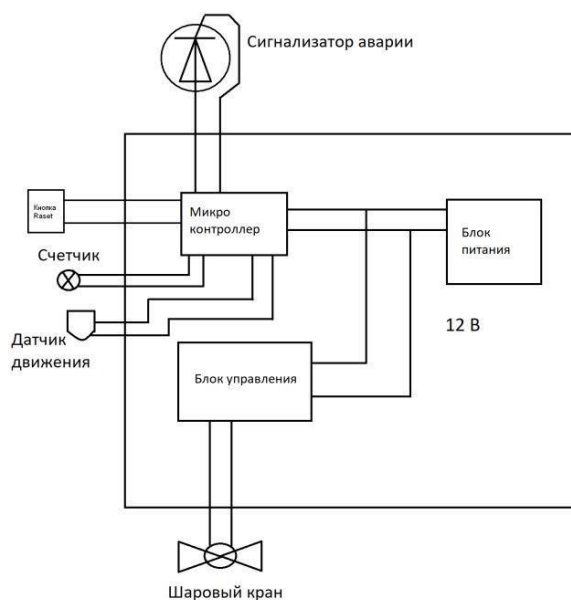 Сигнализатор аварии
Кнопка
Raset
Микро
контроллер
Блок
питания
Счетчик
Датчик
движения
12 В
Блок управления
Шаровый кран